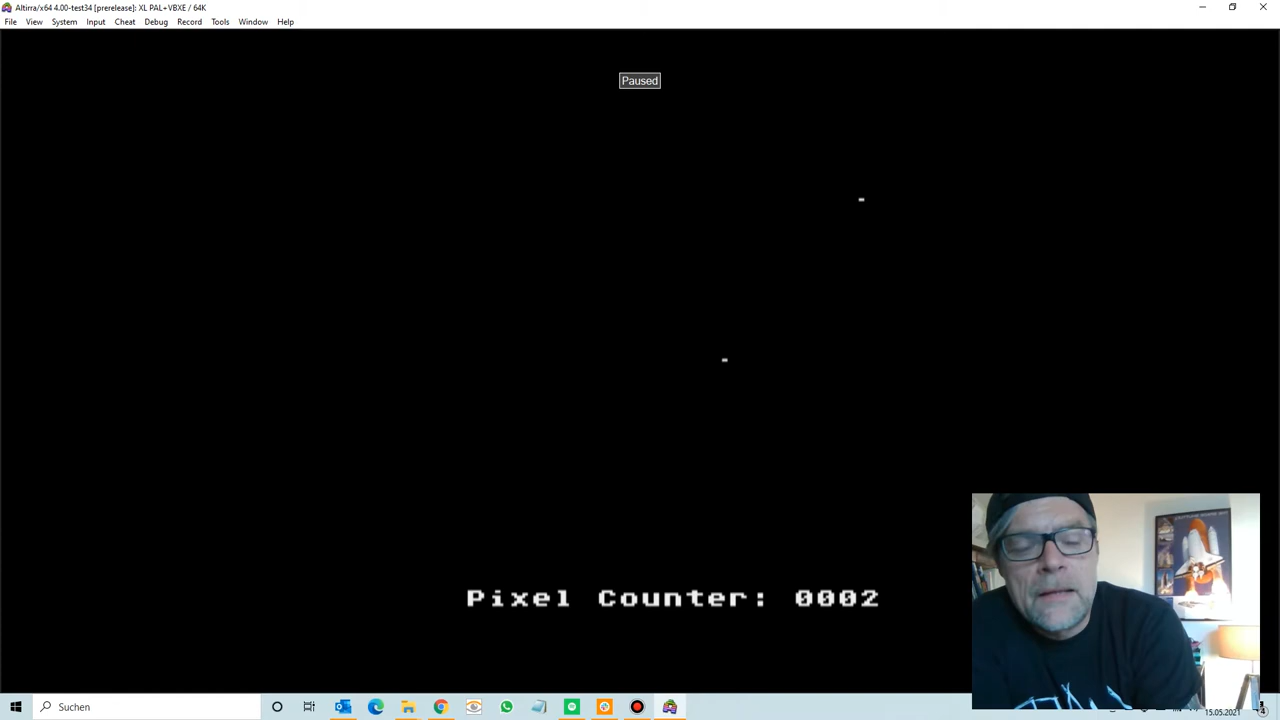 Altirra/x64 4.00-test34 [prerelease]: XL PAL+VBXE / 64K
File View System Input Cheat Debug Record Tools Window Help
Paused
Pixel Counter: 0002
Suchen
15.05.2021
4